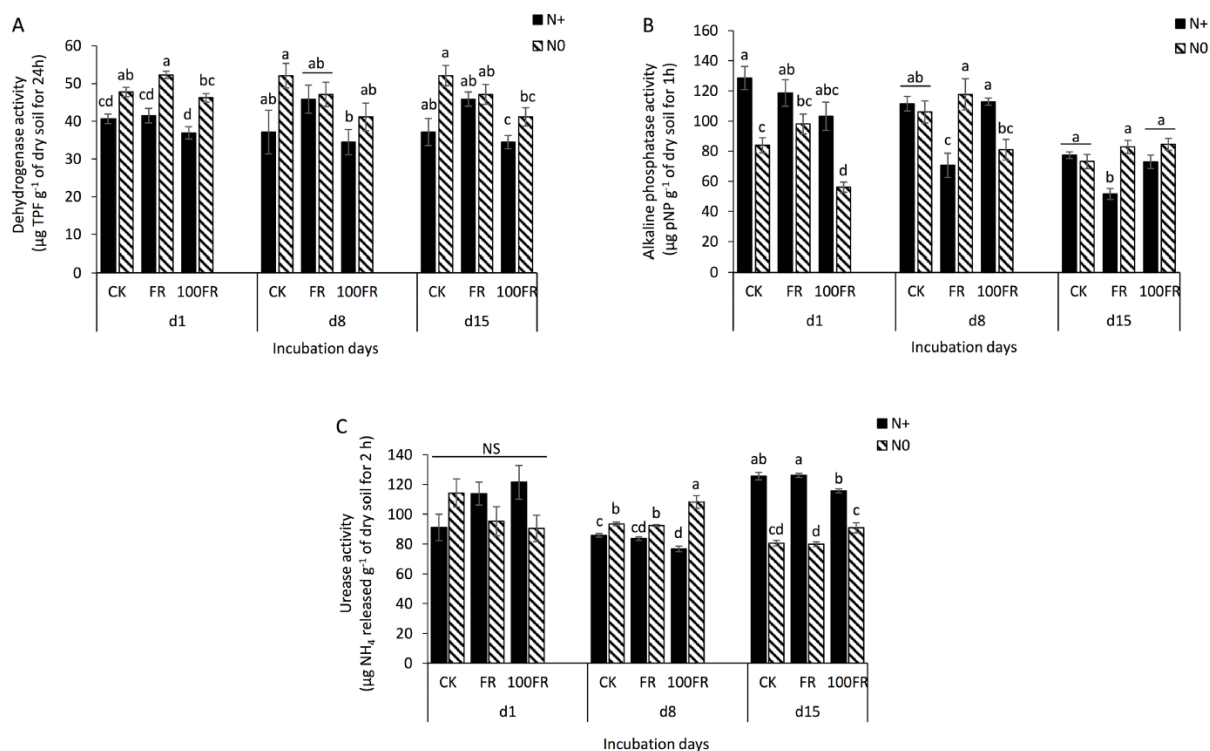 A
N+
N0
Dehydrogenase activity
(µg TPF g⁻¹ of dry soil for 24h)
60
50
40
30
20
10
0
cd ab cd a d bc
ab a ab b ab
ab a ab ab c bc
CK FR 100FR CK FR 100FR CK FR 100FR
d1 d8 d15
Incubation days
B
N+
N0
Alkaline phosphatase activity
(µg pNP g⁻¹ of dry soil for 1h)
160
140
120
100
80
60
40
20
0
a c ab bc abc d
ab c a a bc
a b a a
CK FR 100FR CK FR 100FR CK FR 100FR
d1 d8 d15
Incubation days
C
N+
N0
Urease activity
(µg NH₄ released g⁻¹ of dry soil for 2 h)
140
120
100
80
60
40
20
0
NS
c b cd b d a
ab cd a d b c
CK FR 100FR CK FR 100FR CK FR 100FR
d1 d8 d15
Incubation days